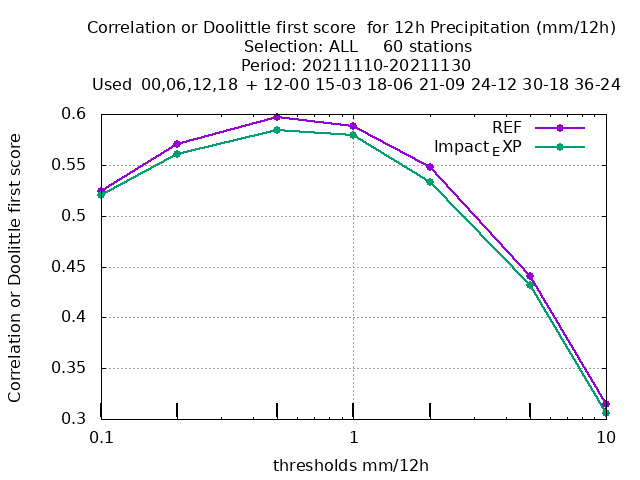 Correlation or Doolittle first score  for 12h Precipitation (mm/12h)
Selection: ALL     60 stations
Period: 20211110-20211130
Used  00,06,12,18  + 12-00 15-03 18-06 21-09 24-12 30-18 36-24
REF
Impact_EXP
Correlation or Doolittle first score
0.6
0.55
0.5
0.45
0.4
0.35
0.3
0.1
1
10
thresholds mm/12h